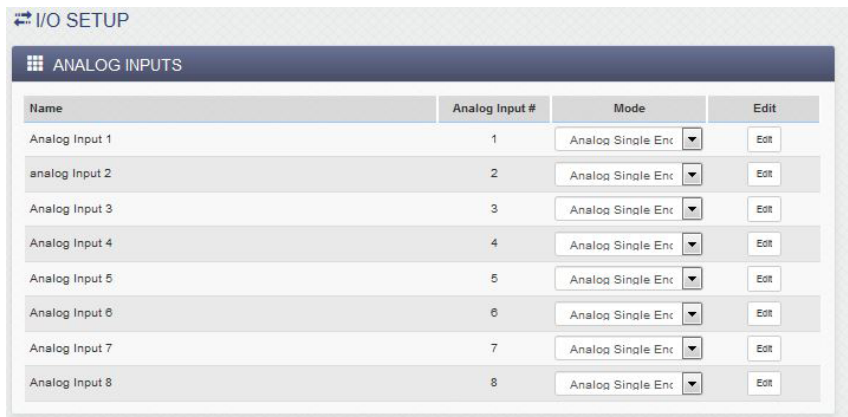 I/O SETUP
ANALOG INPUTS
Name Analog Input # Mode Edit
Analog Input 1 1 Analog Single Enc Edit
analog Input 2 2 Analog Single Enc Edit
Analog Input 3 3 Analog Single Enc Edit
Analog Input 4 4 Analog Single Enc Edit
Analog Input 5 5 Analog Single Enc Edit
Analog Input 6 6 Analog Single Enc Edit
Analog Input 7 7 Analog Single Enc Edit
Analog Input 8 8 Analog Single Enc Edit